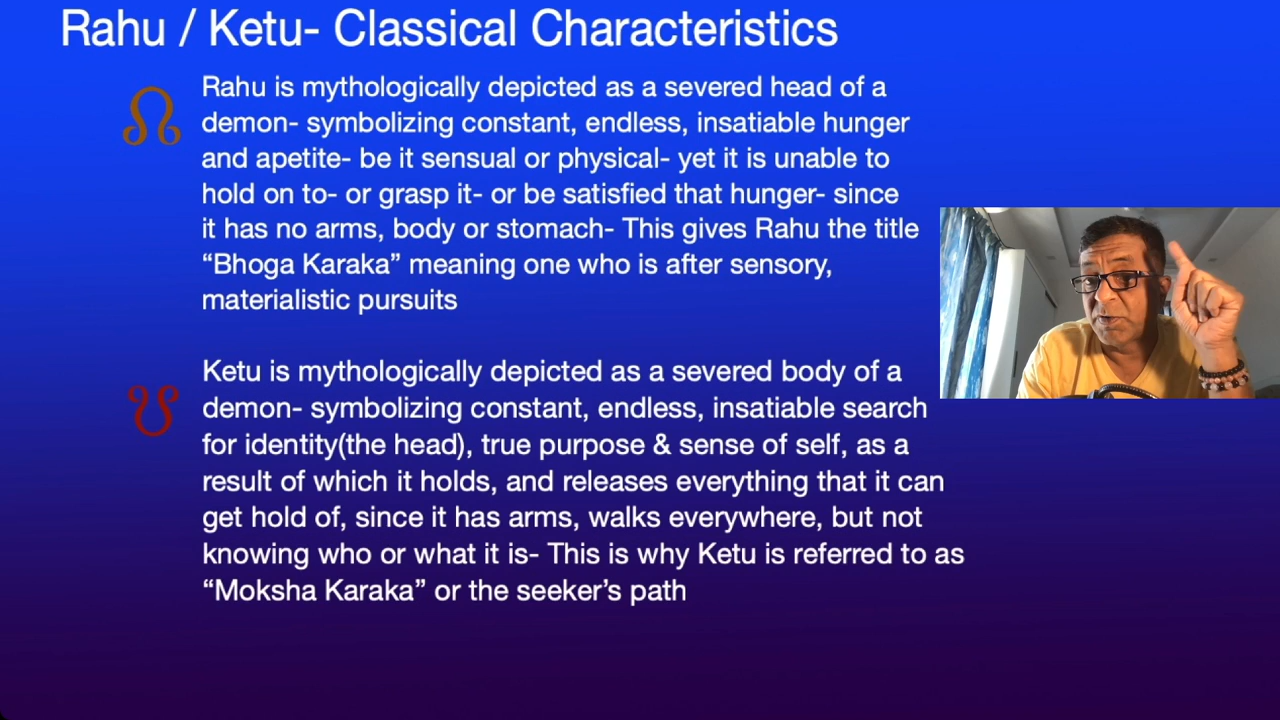 Rahu / Ketu- Classical Characteristics
Rahu is mythologically depicted as a severed head of a
demon- symbolizing constant, endless, insatiable hunger
and apetite- be it sensual or physical- yet it is unable to
hold on to- or grasp it- or be satisfied that hunger- since
it has no arms, body or stomach- This gives Rahu the title
“Bhoga Karaka” meaning one who is after sensory,
materialistic pursuits
Ketu is mythologically depicted as a severed body of a
demon- symbolizing constant, endless, insatiable search
for identity(the head), true purpose & sense of self, as a
result of which it holds, and releases everything that it can
get hold of, since it has arms, walks everywhere, but not
knowing who or what it is- This is why Ketu is referred to as
“Moksha Karaka” or the seeker’s path